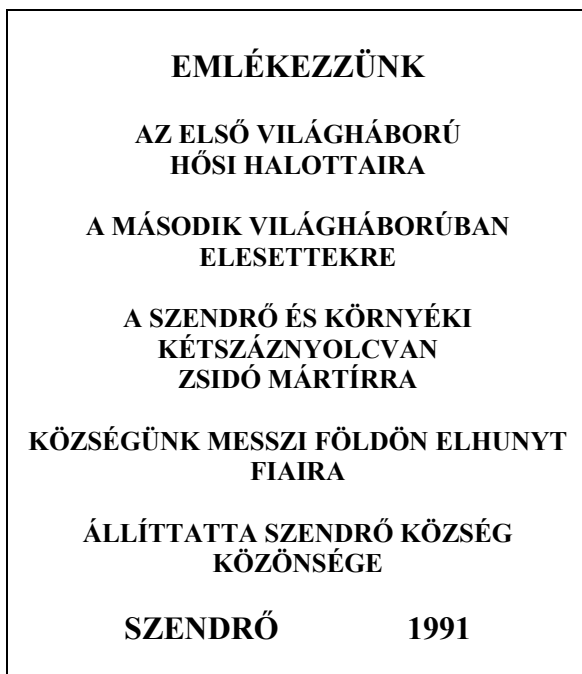 EMLÉKEZZÜNK
AZ ELSŐ VILÁGHÁBORÚ
HŐSI HALOTTAIRA
A MÁSODIK VILÁGHÁBORÚBAN
ELESETTEKRE
A SZENDRŐ ÉS KÖRNYÉKI
KÉTSZÁZNYOLCVAN
ZSIDÓ MÁRTÍRRA
KÖZSÉGÜNK MESSZI FÖLDÖN ELHUNYT
FIAIRA
ÁLLÍTTATTA SZENDRŐ KÖZSÉG
KÖZÖNSÉGE
SZENDRŐ 1991